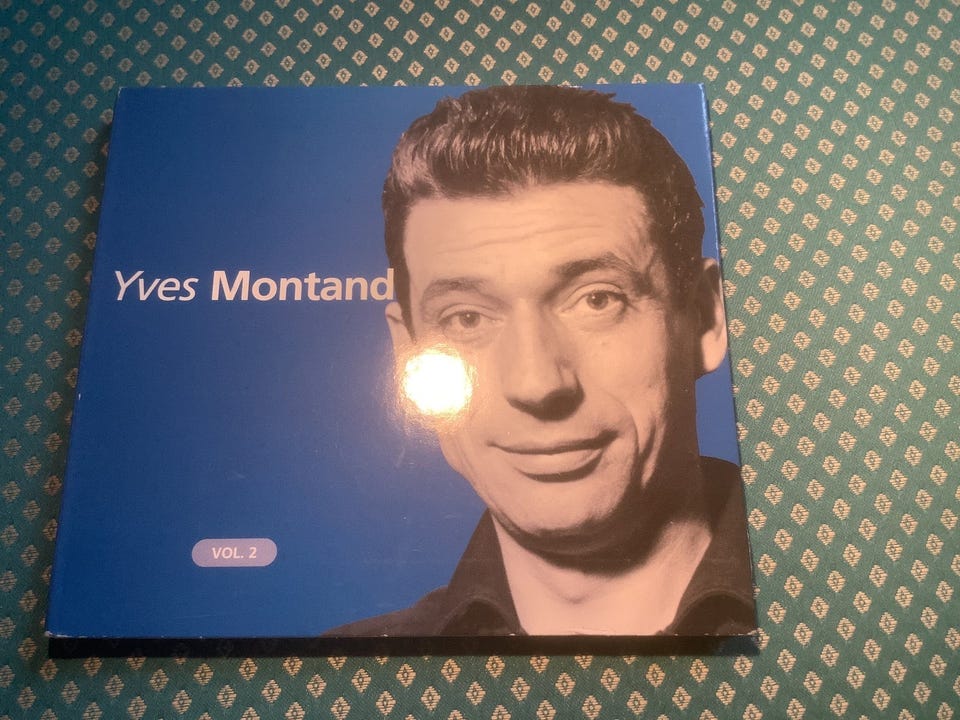 Yves Montand
VOL. 2